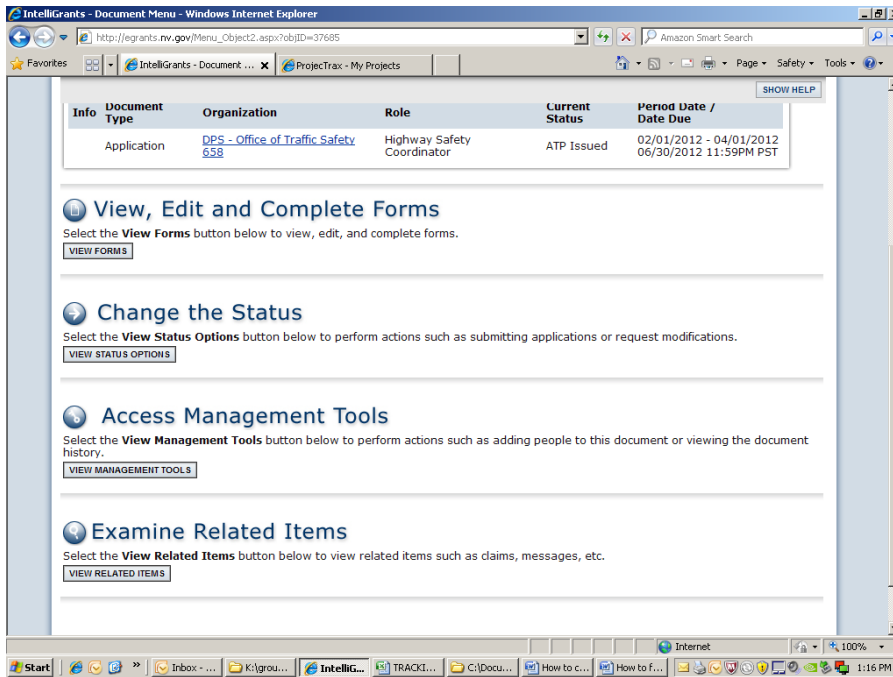 IntelliGrants - Document Menu - Windows Internet Explorer
http://egrants.nv.gov/Menu_Object2.aspx?objID=37685
Amazon Smart Search
Favorites
IntelliGrants - Document ...
ProjecTrax - My Projects
Page
Safety
Tools
SHOW HELP
Info
Document Type
Organization
Role
Current Status
Period Date /
Date Due
Application
DPS - Office of Traffic Safety
658
Highway Safety
Coordinator
ATP Issued
02/01/2012 - 04/01/2012
06/30/2012 11:59PM PST
View, Edit and Complete Forms
Select the View Forms button below to view, edit, and complete forms.
VIEW FORMS
Change the Status
Select the View Status Options button below to perform actions such as submitting applications or request modifications.
VIEW STATUS OPTIONS
Access Management Tools
Select the View Management Tools button below to perform actions such as adding people to this document or viewing the document
history.
VIEW MANAGEMENT TOOLS
Examine Related Items
Select the View Related Items button below to view related items such as claims, messages, etc.
VIEW RELATED ITEMS
Internet
100%
Start
Inbox - ...
K:\grou...
IntelliG...
TRACKI...
C:\Docu...
How to c...
How to f...
1:16 PM